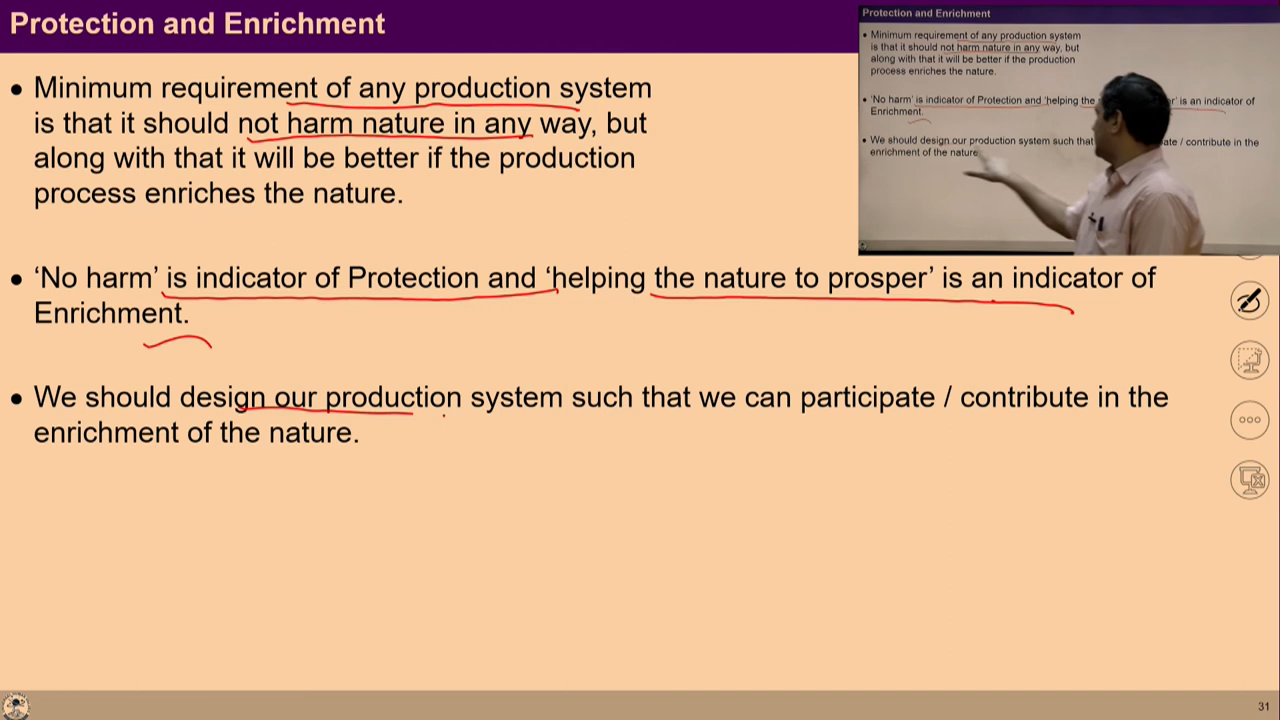 Protection and Enrichment
• Minimum requirement of any production system
is that it should not harm nature in any way, but
along with that it will be better if the production
process enriches the nature.
• ‘No harm’ is indicator of Protection and ‘helping the nature to prosper’ is an indicator of
Enrichment.
• We should design our production system such that we can participate / contribute in the
enrichment of the nature.
31
Protection and Enrichment
• Minimum requirement of any production system
is that it should not harm nature in any way, but
along with that it will be better if the production
process enriches the nature.
• ‘No harm’ is indicator of Protection and ‘helping the is an indicator of
Enrichment.
• We should design our production system such that / contribute in the
enrichment of the nature